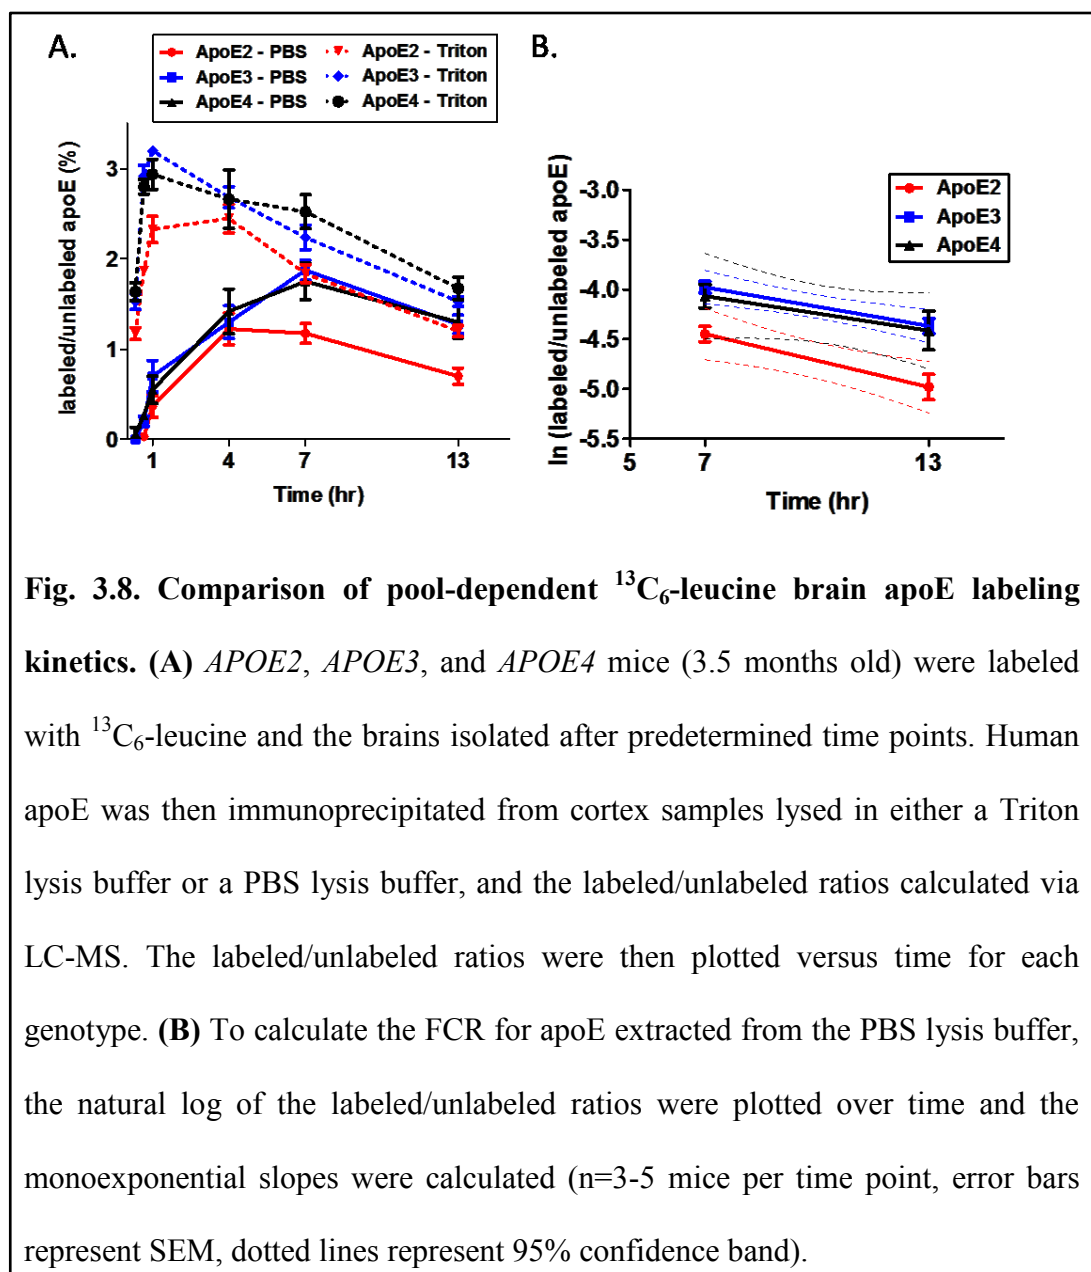 A.
ApoE2 - PBS ApoE2 - Triton
ApoE3 - PBS ApoE3 - Triton
ApoE4 - PBS ApoE4 - Triton
labeled/unlabeled apoE (%)
3
2
1
0
1 4 7 13
Time (hr)
B.
ApoE2
ApoE3
ApoE4
ln (labeled/unlabled apoE)
-3.0
-3.5
-4.0
-4.5
-5.0
-5.5
5 7 13
Time (hr)
Fig. 3.8. Comparison of pool-dependent ¹³C₆-leucine brain apoE labeling
kinetics. (A) APOE2, APOE3, and APOE4 mice (3.5 months old) were labeled
with ¹³C₆-leucine and the brains isolated after predetermined time points. Human
apoE was then immunoprecipitated from cortex samples lysed in either a Triton
lysis buffer or a PBS lysis buffer, and the labeled/unlabeled ratios calculated via
LC-MS. The labeled/unlabeled ratios were then plotted versus time for each
genotype. (B) To calculate the FCR for apoE extracted from the PBS lysis buffer,
the natural log of the labeled/unlabeled ratios were plotted over time and the
monoexponential slopes were calculated (n=3-5 mice per time point, error bars
represent SEM, dotted lines represent 95% confidence band).